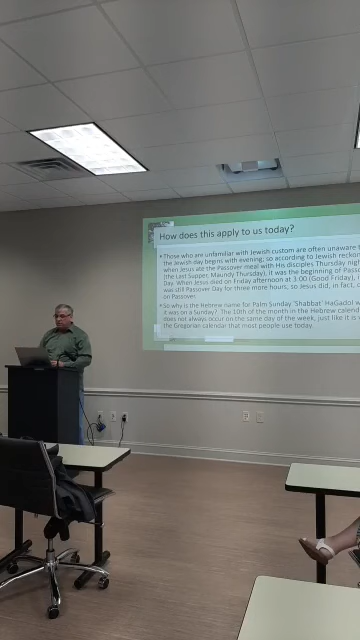 How does this apply to us today?
• Those who are unfamiliar with Jewish custom are often unaware t
the Jewish day begins with evening, so according to Jewish reckon
when Jesus ate the Passover meal with His disciples Thursday nigh
(the Last Supper, Maundy Thursday), it was the beginning of Passo
Day. When Jesus died on Friday afternoon at 3:00 (Good Friday), i
was still Passover Day for three more hours; so Jesus did, in fact, d
on Passover.
• So why is the Hebrew name for Palm Sunday 'Shabbat' HaGadol w
it was on a Sunday? The 10th of the month in the Hebrew calend
does not always occur on the same day of the week, just like it is
the Gregorian calendar that most people use today.